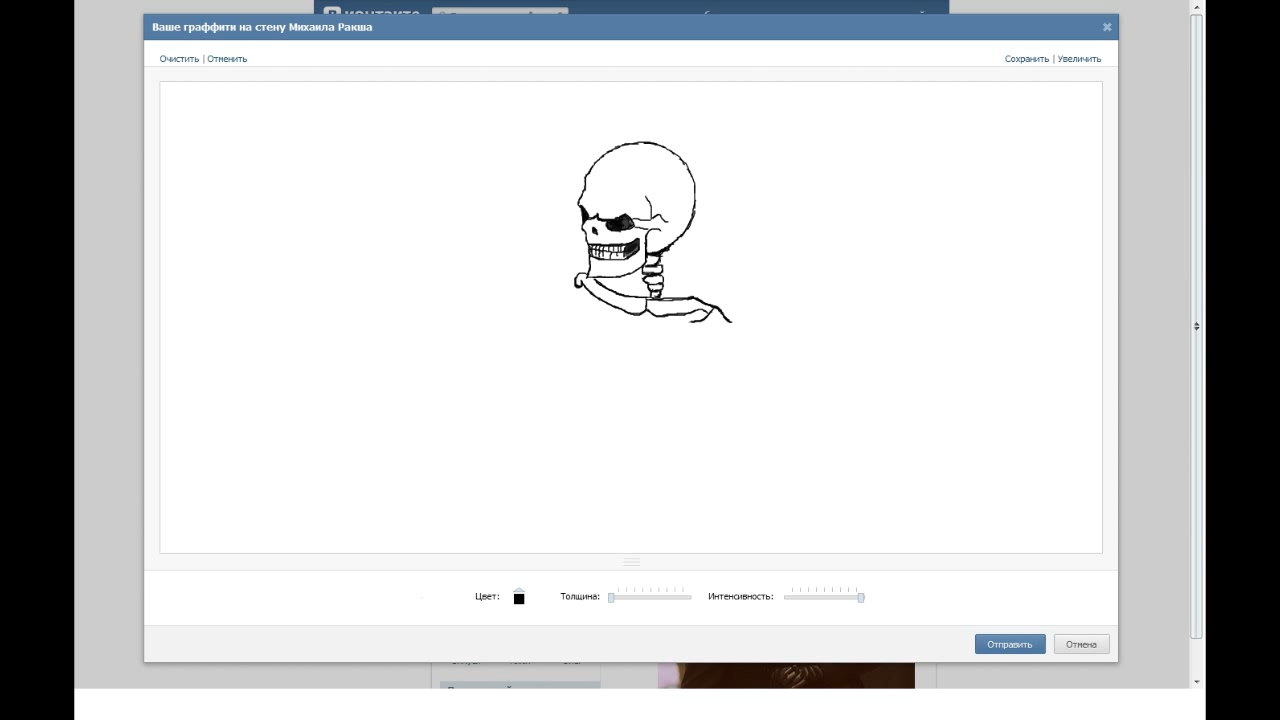 Ваше граффити на стену Михаила Ракша
Очистить | Отменить
Сохранить | Увеличить
Цвет:
Толщина:
Интенсивность:
Отправить
Отмена